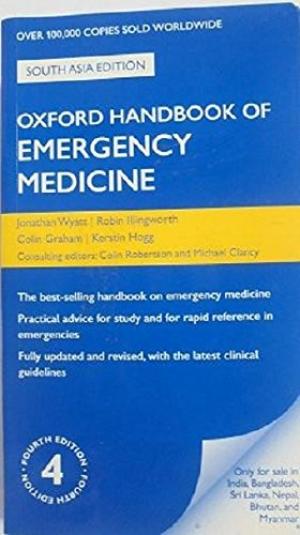 OVER 100,000 COPIES SOLD WORLDWIDE
SOUTH ASIA EDITION
OXFORD HANDBOOK OF
EMERGENCY
MEDICINE
Jonathan Wyatt | Robin Illingworth
Colin Graham | Kerstin Hogg
Consulting editors: Colin Robertson and Michael Clancy
The best-selling handbook on emergency medicine
Practical advice for study and for rapid reference in
emergencies
Fully updated and revised, with the latest clinical
guidelines
FOURTH EDITION
4
FOURTH EDITION
Only for sale in
India, Bangladesh,
Sri Lanka, Nepal,
Bhutan, and
Myanmar